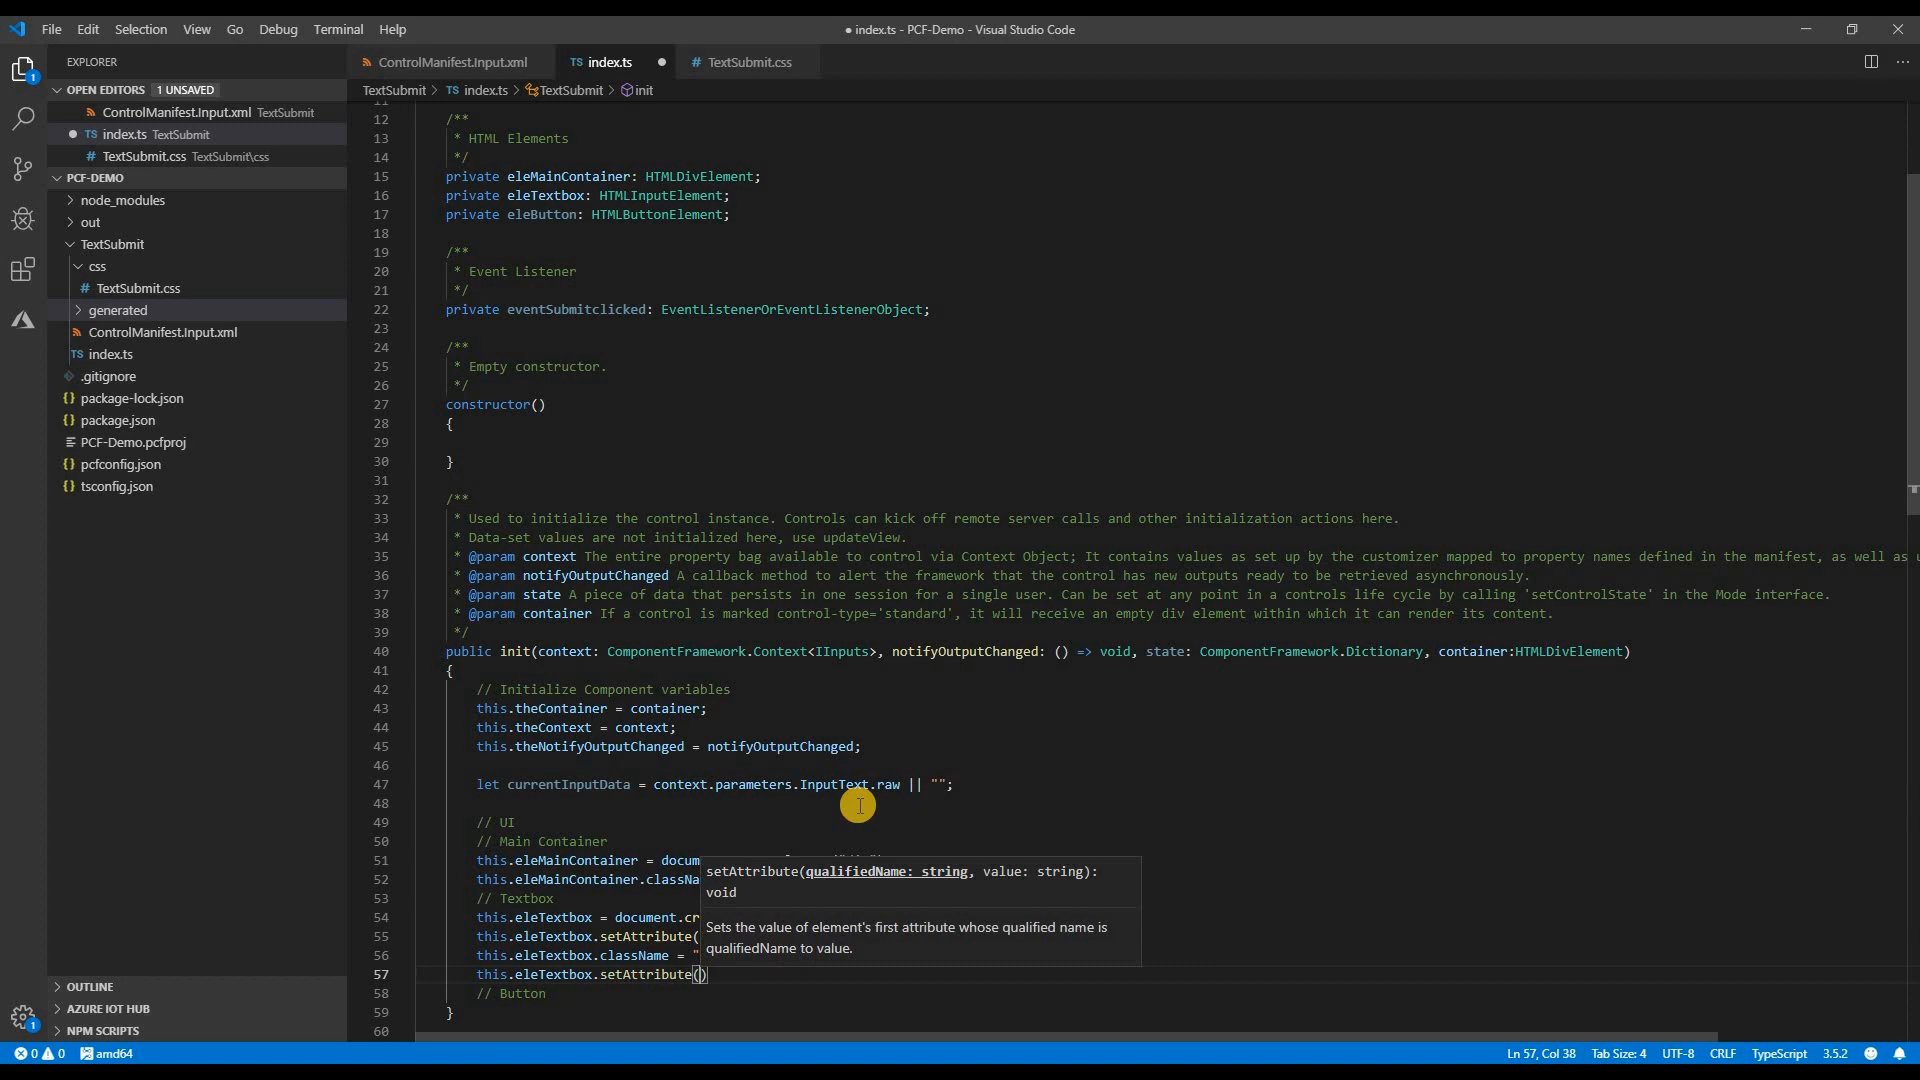 File Edit Selection View Go Debug Terminal Help
● index.ts - PCF-Demo - Visual Studio Code
EXPLORER
ControlManifest.Input.xml
TS index.ts
# TextSubmit.css
OPEN EDITORS 1 UNSAVED
ControlManifest.Input.xml TextSubmit
TS index.ts TextSubmit
# TextSubmit.css TextSubmit\css
PCF-DEMO
node_modules
out
TextSubmit
css
# TextSubmit.css
generated
ControlManifest.Input.xml
TS index.ts
.gitignore
{} package-lock.json
{} package.json
PCF-Demo.pcfproj
{} pcfconfig.json
{} tsconfig.json
OUTLINE
AZURE IOT HUB
NPM SCRIPTS
1
1
TextSubmit > TS index.ts > TextSubmit > init
11
12 /**
13 * HTML Elements
14 */
15 private eleMainContainer: HTMLDivElement;
16 private eleTextbox: HTMLInputElement;
17 private eleButton: HTMLButtonElement;
18
19 /**
20 * Event Listener
21 */
22 private eventSubmitclicked: EventListenerOrEventListenerObject;
23
24 /**
25 * Empty constructor.
26 */
27 constructor()
28 {
29
30 }
31
32 /**
33 * Used to initialize the control instance. Controls can kick off remote server calls and other initialization actions here.
34 * Data-set values are not initialized here, use updateView.
35 * @param context The entire property bag available to control via Context Object; It contains values as set up by the customizer mapped to property names defined in the manifest, as well as u
36 * @param notifyOutputChanged A callback method to alert the framework that the control has new outputs ready to be retrieved asynchronously.
37 * @param state A piece of data that persists in one session for a single user. Can be set at any point in a controls life cycle by calling 'setControlState' in the Mode interface.
38 * @param container If a control is marked control-type='standard', it will receive an empty div element within which it can render its content.
39 */
40 public init(context: ComponentFramework.Context<IInputs>, notifyOutputChanged: () => void, state: ComponentFramework.Dictionary, container:HTMLDivElement)
41 {
42 // Initialize Component variables
43 this.theContainer = container;
44 this.theContext = context;
45 this.theNotifyOutputChanged = notifyOutputChanged;
46
47 let currentInputData = context.parameters.InputText.raw || "";
48
49 // UI
50 // Main Container
51 this.eleMainContainer = docum
52 this.eleMainContainer.classNa
53 // Textbox
54 this.eleTextbox = document.cr
55 this.eleTextbox.setAttribute(
56 this.eleTextbox.className = "
57 this.eleTextbox.setAttribute()
58 // Button
59 }
60
setAttribute(qualifiedName: string, value: string):
void
Sets the value of element's first attribute whose qualified name is
qualifiedName to value.
0 0 amd64
Ln 57, Col 38 Tab Size: 4 UTF-8 CRLF TypeScript 3.5.2